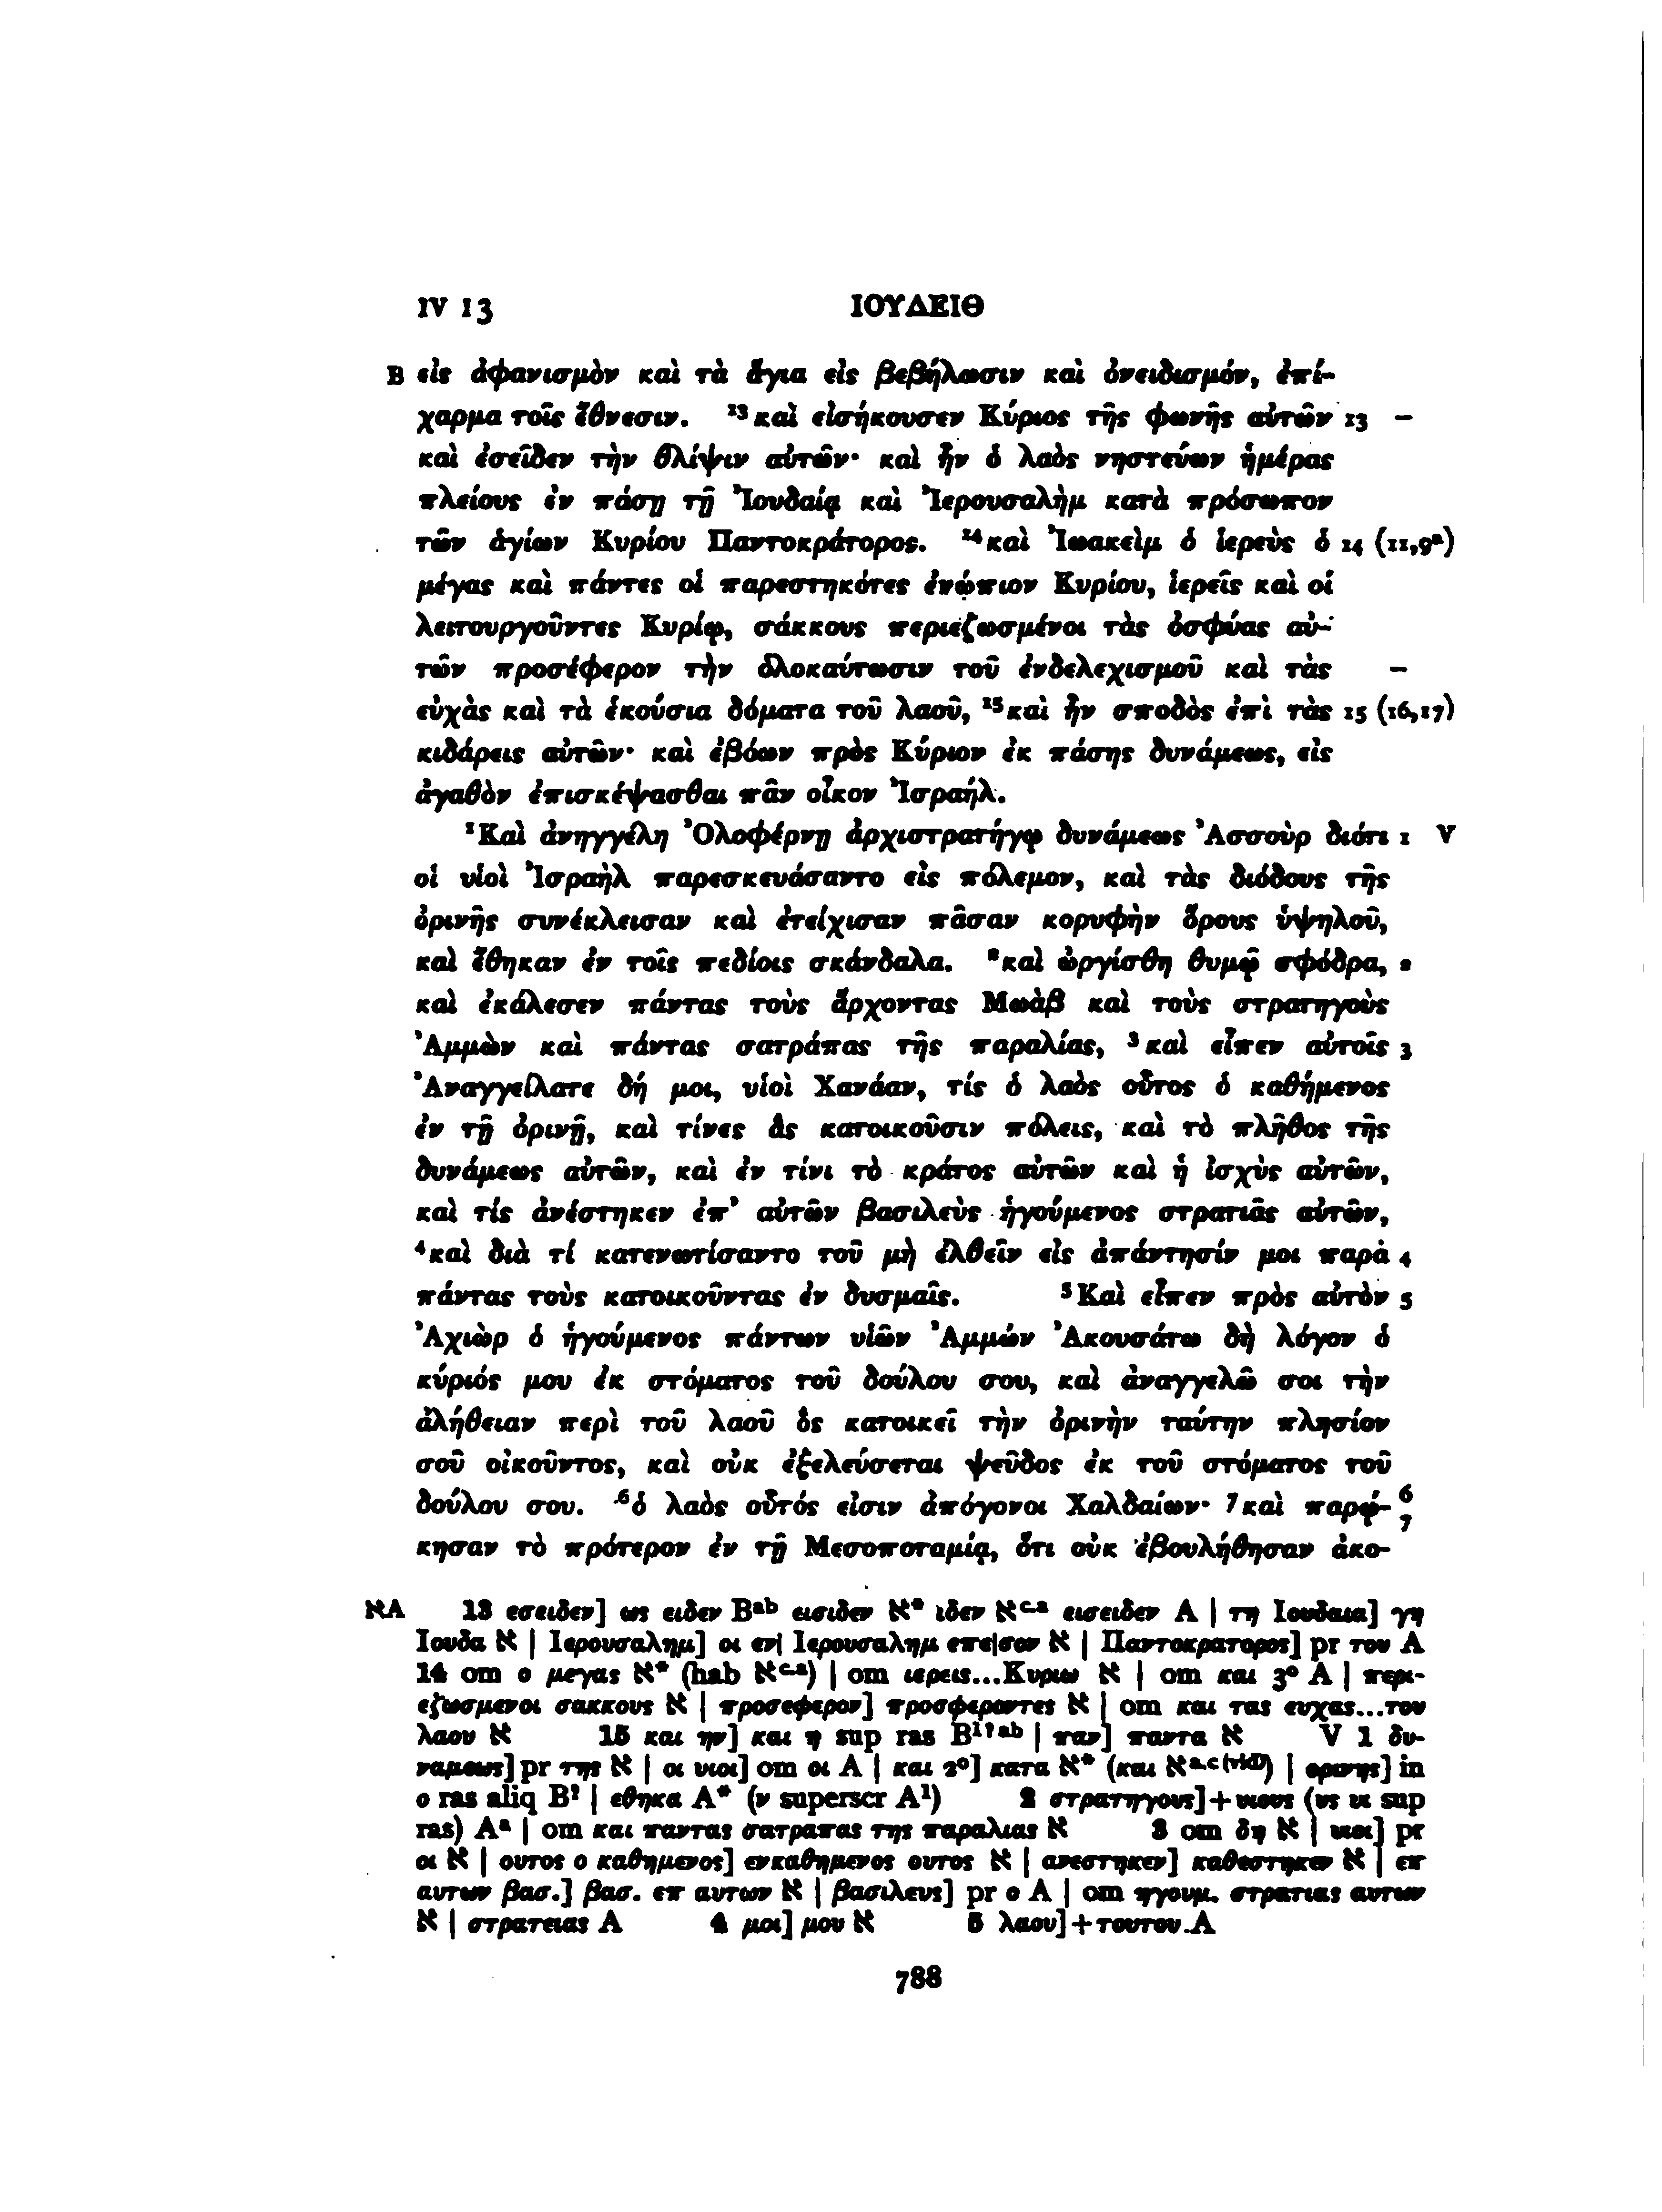 IV 13 ΙΟΥΔΕΙΘ
B εἰς ἀφανισμὸν καὶ τὰ ἅγια εἰς βεβήλωσιν καὶ ὀνειδισμόν, ἐπί-
χαρμα τοῖς ἔθνεσιν. ¹³καὶ εἰσήκουσεν Κύριος τῆς φωνῆς αὐτῶν 13 –
καὶ ἐσεῖδεν τὴν θλίψιν αὐτῶν· καὶ ἦν ὁ λαὸς νηστεύων ἡμέρας
πλείους ἐν πάσῃ τῇ Ἰουδαίᾳ καὶ Ἰερουσαλὴμ κατὰ πρόσωπον
τῶν ἁγίων Κυρίου Παντοκράτορος. ¹⁴καὶ Ἰωακεὶμ ὁ ἱερεὺς ὁ 14 (11,9ᵃ)
μέγας καὶ πάντες οἱ παρεστηκότες ἐνώπιον Κυρίου, ἱερεῖς καὶ οἱ
λειτουργοῦντες Κυρίῳ, σάκκους περιεζωσμένοι τὰς ὀσφύας αὐ-
τῶν προσέφερον τὴν ὁλοκαύτωσιν τοῦ ἐνδελεχισμοῦ καὶ τὰς –
εὐχὰς καὶ τὰ ἑκούσια δόματα τοῦ λαοῦ, ¹⁵καὶ ἦν σποδὸς ἐπὶ τὰς 15 (16,17)
κιδάρεις αὐτῶν· καὶ ἐβόων πρὸς Κύριον ἐκ πάσης δυνάμεως, εἰς
ἀγαθὸν ἐπισκέψασθαι πᾶν οἶκον Ἰσραήλ.
¹Καὶ ἀνηγγέλη Ὀλοφέρνῃ ἀρχιστρατήγῳ δυνάμεως Ἀσσοὺρ διότι 1 V
οἱ υἱοὶ Ἰσραὴλ παρεσκευάσαντο εἰς πόλεμον, καὶ τὰς διόδους τῆς
ὀρινῆς συνέκλεισαν καὶ ἐτείχισαν πᾶσαν κορυφὴν ὄρους ὑψηλοῦ,
καὶ ἔθηκαν ἐν τοῖς πεδίοις σκάνδαλα. ²καὶ ὠργίσθη θυμῷ σφόδρα, 2
καὶ ἐκάλεσεν πάντας τοὺς ἄρχοντας Μωὰβ καὶ τοὺς στρατηγοὺς
Ἀμμὼν καὶ πάντας σατράπας τῆς παραλίας, ³καὶ εἶπεν αὐτοῖς 3
Ἀναγγείλατε δή μοι, υἱοὶ Χανάαν, τίς ὁ λαὸς οὗτος ὁ καθήμενος
ἐν τῇ ὀρινῇ, καὶ τίνες ἃς κατοικοῦσιν πόλεις, καὶ τὸ πλῆθος τῆς
δυνάμεως αὐτῶν, καὶ ἐν τίνι τὸ κράτος αὐτῶν καὶ ἡ ἰσχὺς αὐτῶν,
καὶ τίς ἀνέστηκεν ἐπ’ αὐτῶν βασιλεὺς ἡγούμενος στρατιᾶς αὐτῶν,
⁴καὶ διὰ τί κατενωτίσαντο τοῦ μὴ ἐλθεῖν εἰς ἀπάντησίν μοι παρὰ 4
πάντας τοὺς κατοικοῦντας ἐν δυσμαῖς. ⁵Καὶ εἶπεν πρὸς αὐτὸν 5
Ἀχιὼρ ὁ ἡγούμενος πάντων υἱῶν Ἀμμών Ἀκουσάτω δὴ λόγον ὁ
κύριός μου ἐκ στόματος τοῦ δούλου σου, καὶ ἀναγγελῶ σοι τὴν
ἀλήθειαν περὶ τοῦ λαοῦ ὃς κατοικεῖ τὴν ὀρινὴν ταύτην πλησίον
σοῦ οἰκοῦντος, καὶ οὐκ ἐξελεύσεται ψεῦδος ἐκ τοῦ στόματος τοῦ
δούλου σου. ⁶ὁ λαὸς οὗτός εἰσιν ἀπόγονοι Χαλδαίων· ⁷καὶ παρῴ- 6 7
κησαν τὸ πρότερον ἐν τῇ Μεσοποταμίᾳ, ὅτι οὐκ ἐβουλήθησαν ἀκο-
אA 13 εσειδεν] ως ειδεν Bᵃᵇ εισιδεν א* ιδεν אᶜ·ᵃ εισειδεν A | τη Ιουδαια] γη
Ιουδα א | Ιερουσαλημ] οι εν| Ιερουσαλημ επε|σον א | Παντοκρατορος] pr του A
14 om ο μεγας א* (hab אᶜ·ᵃ) | om ιερεις...Κυριω א | om και 3° A | περι-
εζωσμενοι σακκους א | προσεφερον] προσφεροντες א | om και τας ευχας...του
λαου א 15 και ην] και η sup ras B¹ˀᵃᵇ | παν] παντα א V 1 δυ-
ναμεως] pr της א | οι υιοι] om οι A | και 2°] κατα א* (και אᵃ·ᶜ⁽ᵛⁱᵈ⁾) | ορινης] in
ο ras aliq Bˀ | εθηκα A* (ν superscr A¹) 2 στρατηγους]+υιους (υς υι sup
ras) Aᵃ | om και παντας σατραπας της παραλιας א 3 om δη א | υιοι] pr
οι א | ουτος ο καθημενος] ενκαθημενος ουτος א | ανεστηκεν] καθεστηκεν א | επ
αυτων βασ.] βασ. επ αυτων א | βασιλευς] pr ο A | om ηγουμ. στρατιας αυτων
א | στρατειας A 4 μοι] μου א 5 λαου]+τουτου A
788